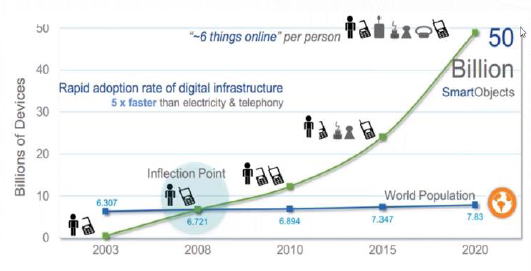 "~6 things online" per person
50
Billion
SmartObjects
Rapid adoption rate of digital infrastructure
5 x faster than electricity & telephony
Inflection Point
World Population
Billions of Devices
50
40
30
20
10
0
6.307
6.721
6.894
7.347
7.83
2003
2008
2010
2015
2020